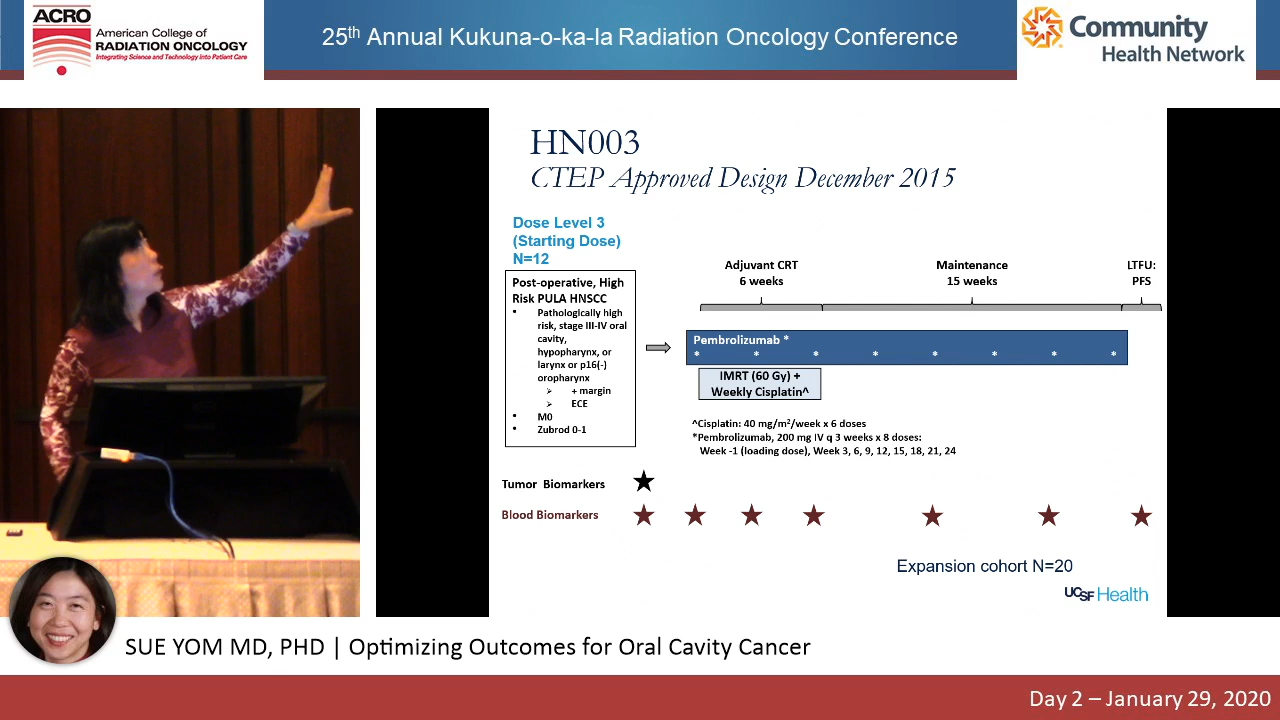 ACRO
American College of
RADIATION ONCOLOGY
Integrating Science and Technology Into Patient Care
25th Annual Kukuna-o-ka-la Radiation Oncology Conference
Community
Health Network
HN003
CTEP Approved Design December 2015
Dose Level 3
(Starting Dose)
N=12
Post-operative, High
Risk PULA HNSCC
• Pathologically high
risk, stage III-IV oral
cavity,
hypopharynx, or
larynx or p16(-)
oropharynx
➢ + margin
➢ ECE
• M0
• Zubrod 0-1
Adjuvant CRT
6 weeks
Maintenance
15 weeks
LTFU:
PFS
Pembrolizumab *
* * * * * * * *
IMRT (60 Gy) +
Weekly Cisplatin^
^Cisplatin: 40 mg/m²/week x 6 doses
*Pembrolizumab, 200 mg IV q 3 weeks x 8 doses:
Week -1 (loading dose), Week 3, 6, 9, 12, 15, 18, 21, 24
Tumor Biomarkers
Blood Biomarkers
Expansion cohort N=20
UCSF Health
SUE YOM MD, PHD | Optimizing Outcomes for Oral Cavity Cancer
Day 2 – January 29, 2020